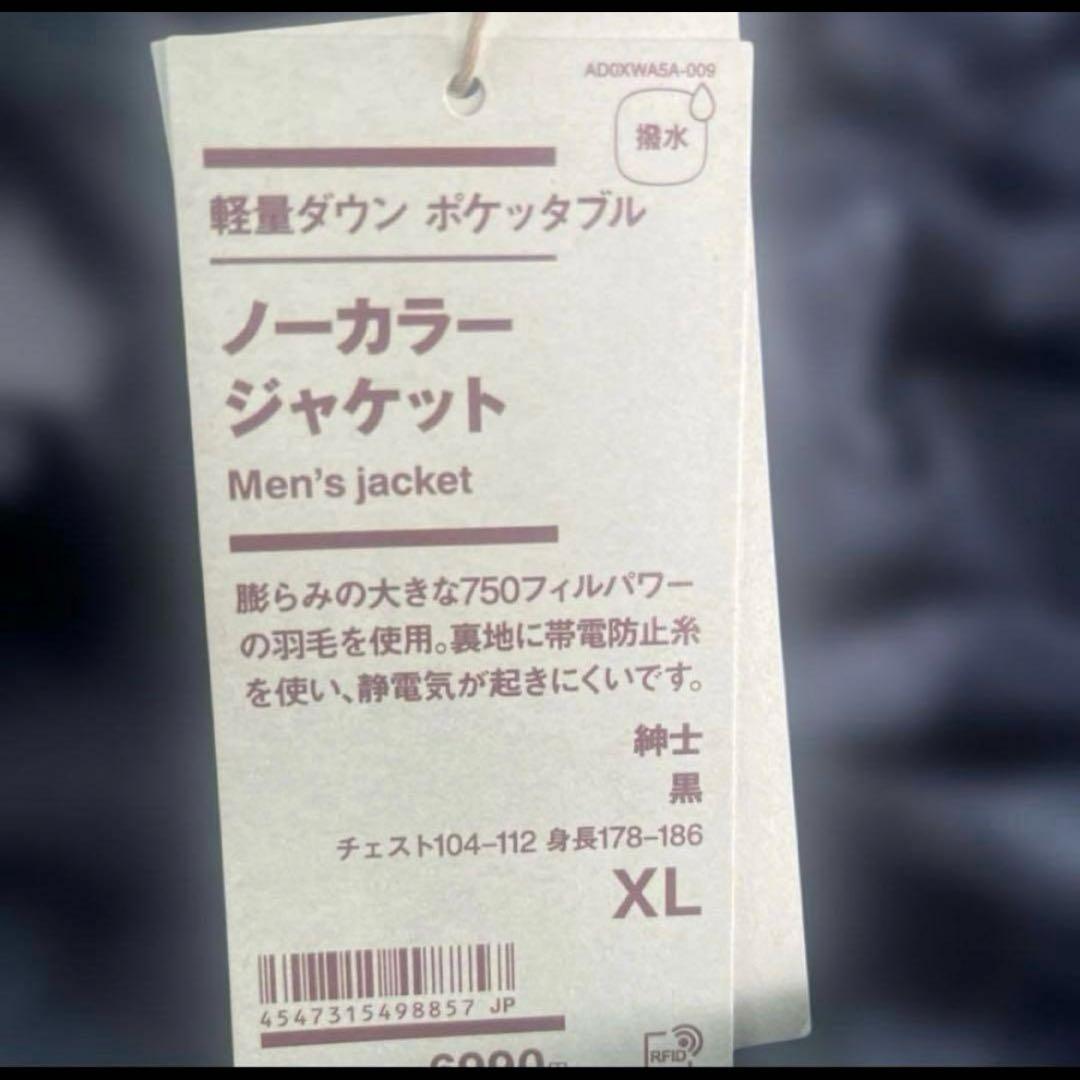 AD0XWA5A-009
撥水
軽量ダウン ポケッタブル
ノーカラー
ジャケット
Men's jacket
膨らみの大きな750フィルパワー
の羽毛を使用。裏地に帯電防止糸
を使い、静電気が起きにくいです。
紳士
黒
チェスト104–112 身長178–186
XL
4547315498857 JP
RFID